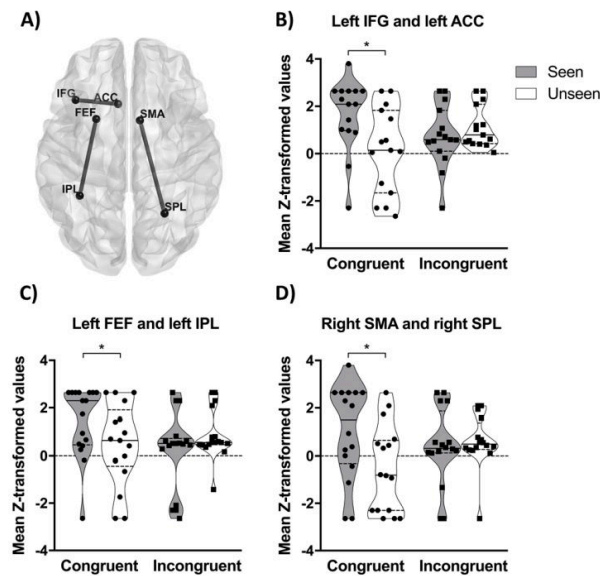 A)
IFG ACC
FEF SMA
IPL
SPL
B)
Left IFG and left ACC
Mean Z-transformed values
4
2
0
-2
-4
*
Congruent Incongruent
Seen
Unseen
C)
Left FEF and left IPL
Mean Z-transformed values
4
2
0
-2
-4
*
Congruent Incongruent
D)
Right SMA and right SPL
Mean Z-transformed values
4
2
0
-2
-4
*
Congruent Incongruent